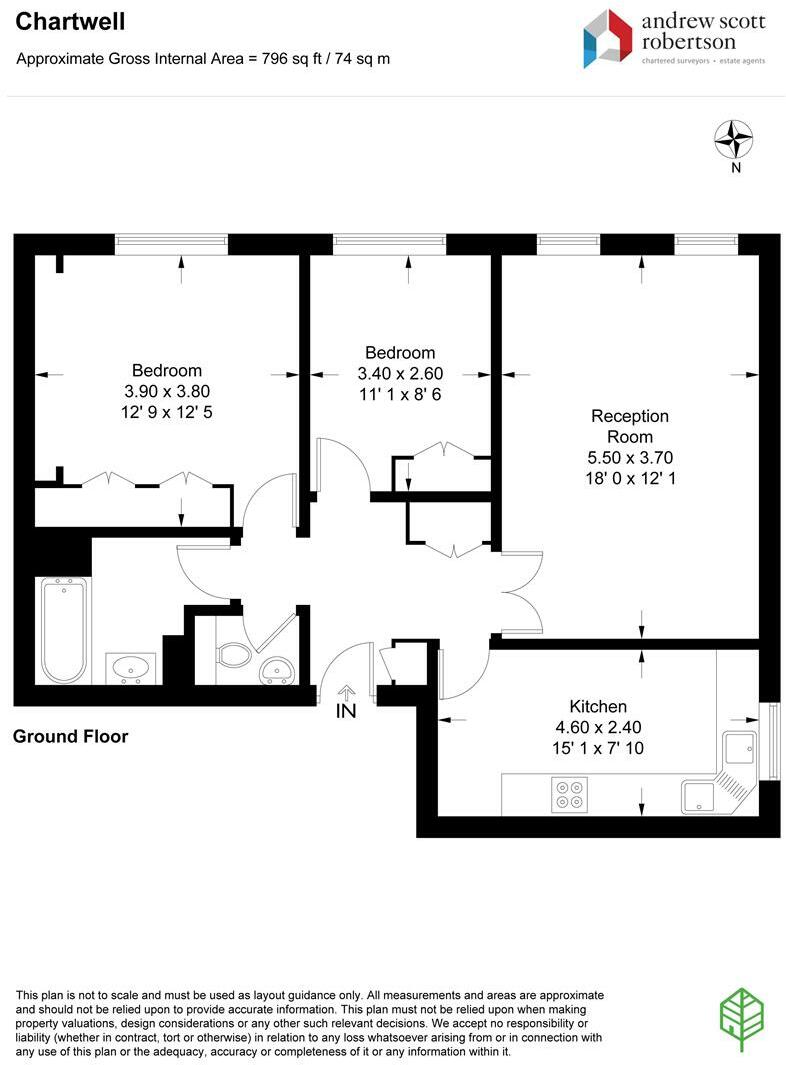 Chartwell
Approximate Gross Internal Area = 796 sq ft / 74 sq m
andrew scott
robertson
chartered surveyors • estate agents
N
Bedroom
3.90 x 3.80
12' 9 x 12' 5
Bedroom
3.40 x 2.60
11' 1 x 8' 6
Reception
Room
5.50 x 3.70
18' 0 x 12' 1
IN
Kitchen
4.60 x 2.40
15' 1 x 7' 10
Ground Floor
This plan is not to scale and must be used as layout guidance only. All measurements and areas are approximate
and should not be relied upon to provide accurate information. This plan must not be relied upon when making
property valuations, design considerations or any other such relevant decisions. We accept no responsibility or
liability (whether in contract, tort or otherwise) in relation to any loss whatsoever arising from or in connection with
any use of this plan or the adequacy, accuracy or completeness of it or any information within it.